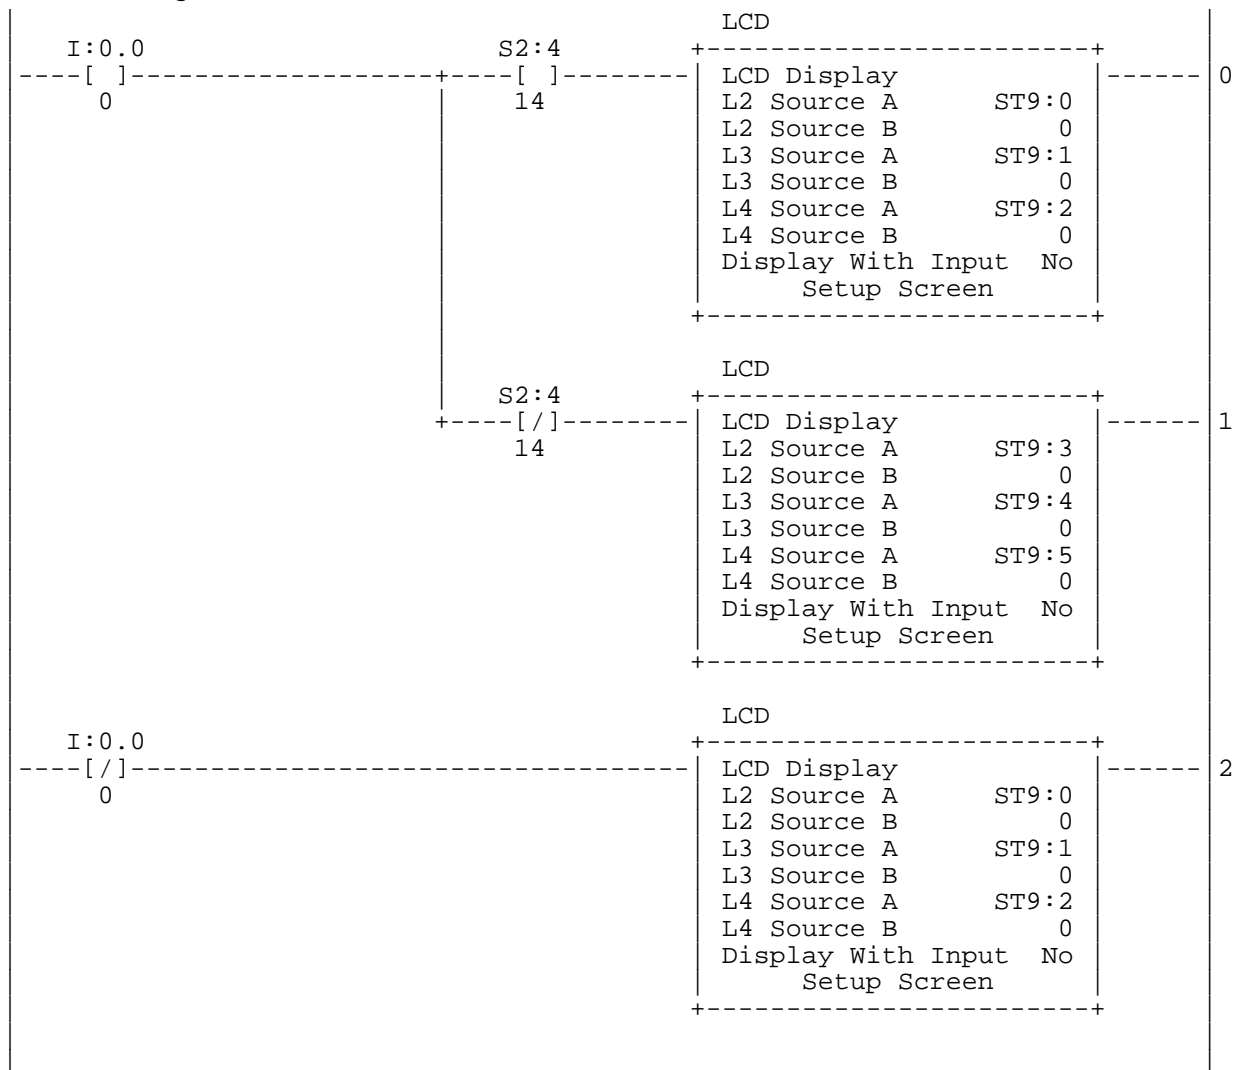 LCD
I:0.0 S2:4 +------------------------+
----[ ]-------------------+----[ ]--------| LCD Display |------|0
0 14 L2 Source A ST9:0
L2 Source B 0
L3 Source A ST9:1
L3 Source B 0
L4 Source A ST9:2
L4 Source B 0
Display With Input No
Setup Screen
+------------------------+
LCD
S2:4 +------------------------+
+----[/]--------| LCD Display |------|1
14 L2 Source A ST9:3
L2 Source B 0
L3 Source A ST9:4
L3 Source B 0
L4 Source A ST9:5
L4 Source B 0
Display With Input No
Setup Screen
+------------------------+
LCD
I:0.0 +------------------------+
----[/]-----------------------------------| LCD Display |------|2
0 L2 Source A ST9:0
L2 Source B 0
L3 Source A ST9:1
L3 Source B 0
L4 Source A ST9:2
L4 Source B 0
Display With Input No
Setup Screen
+------------------------+